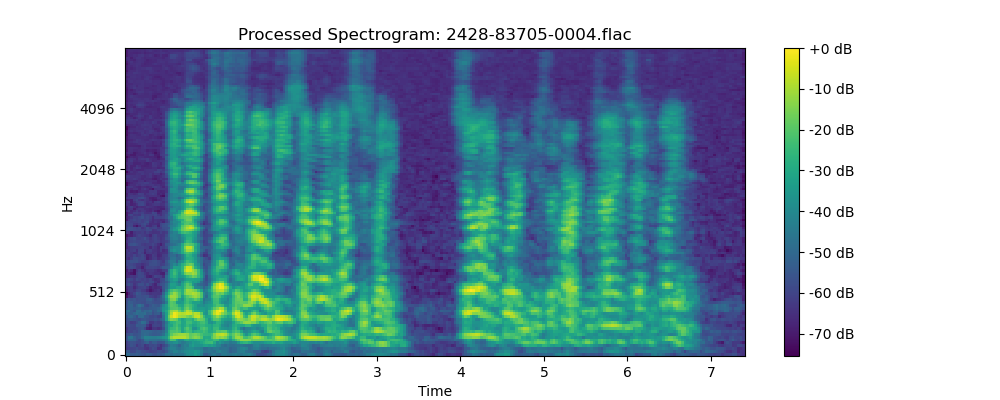 Processed Spectrogram: 2428-83705-0004.flac
Hz
4096
2048
1024
512
0
0 1 2 3 4 5 6 7
Time
+0 dB
-10 dB
-20 dB
-30 dB
-40 dB
-50 dB
-60 dB
-70 dB